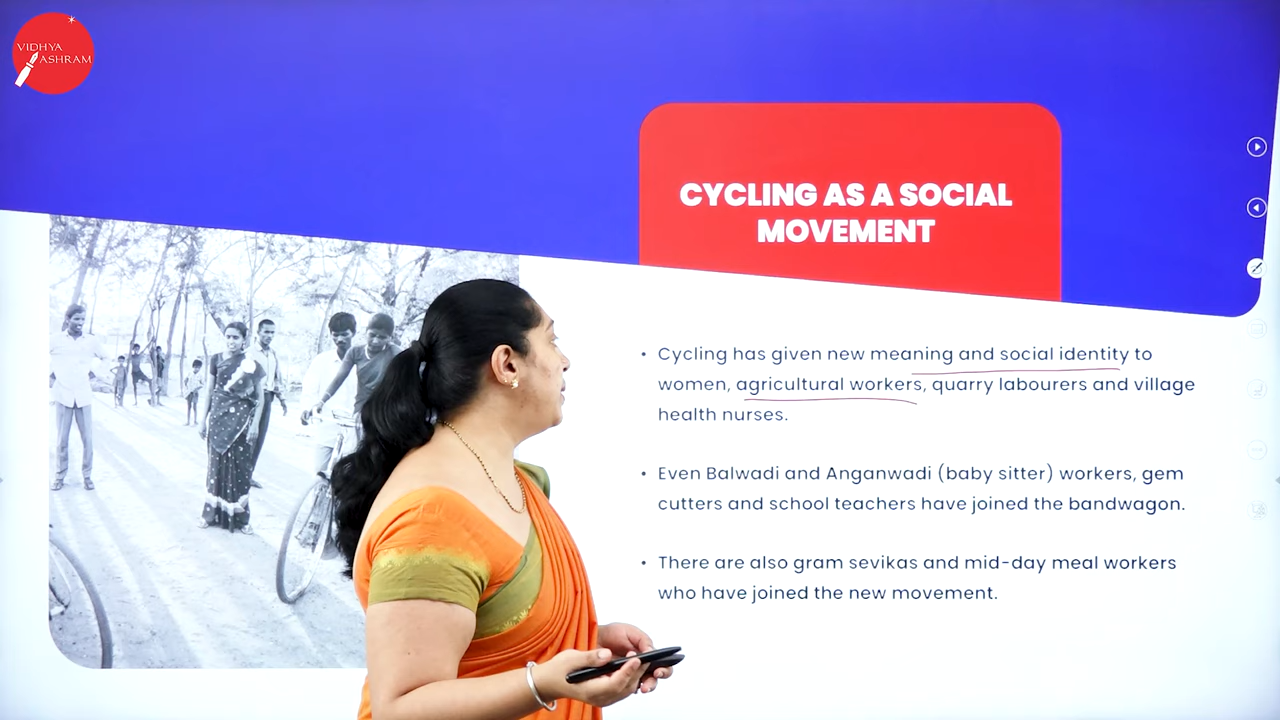 VIDHYA
ASHRAM
CYCLING AS A SOCIAL
MOVEMENT
• Cycling has given new meaning and social identity to
women, agricultural workers, quarry labourers and village
health nurses.
• Even Balwadi and Anganwadi (baby sitter) workers, gem
cutters and school teachers have joined the bandwagon.
• There are also gram sevikas and mid-day meal workers
who have joined the new movement.